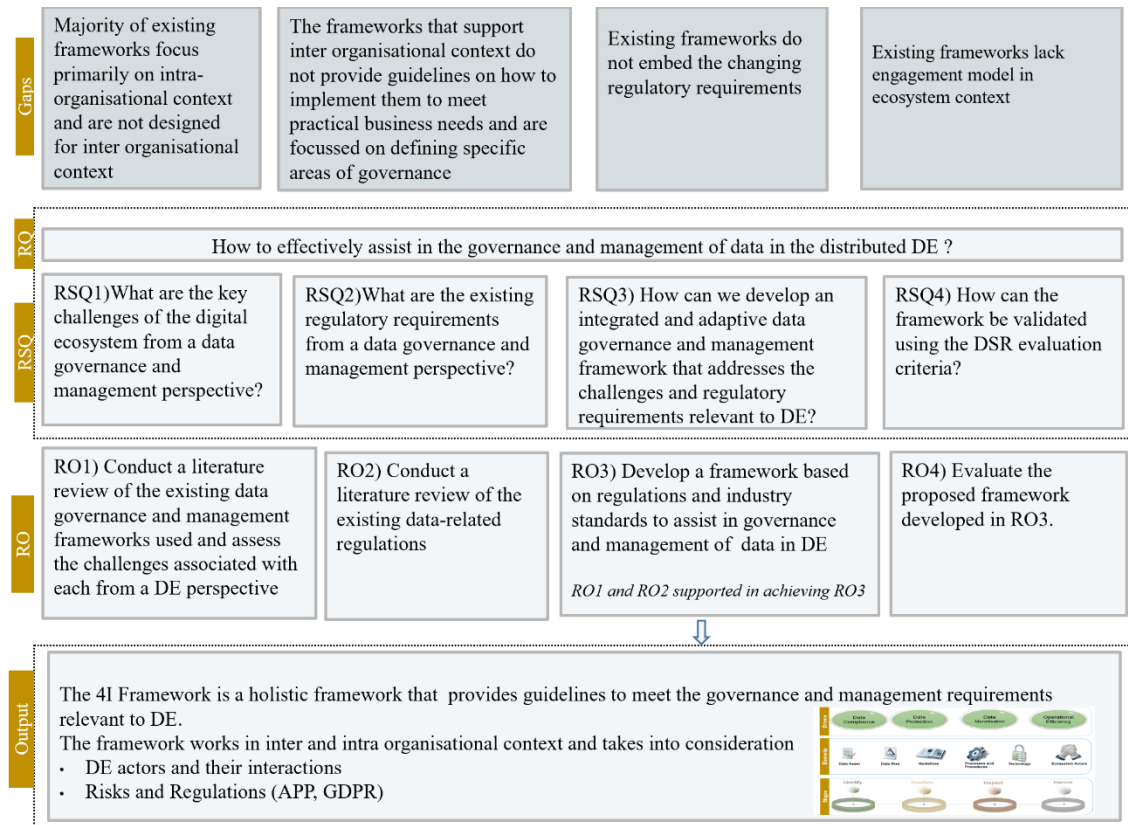 Gaps
Majority of existing
frameworks focus
primarily on intra-
organisational context
and are not designed
for inter organisational
context
The frameworks that support
inter organisational context do
not provide guidelines on how to
implement them to meet
practical business needs and are
focussed on defining specific
areas of governance
Existing frameworks do
not embed the changing
regulatory requirements
Existing frameworks lack
engagement model in
ecosystem context
RQ
How to effectively assist in the governance and management of data in the distributed DE ?
RSQ
RSQ1)What are the key
challenges of the digital
ecosystem from a data
governance and
management perspective?
RSQ2)What are the existing
regulatory requirements
from a data governance and
management perspective?
RSQ3) How can we develop an
integrated and adaptive data
governance and management
framework that addresses the
challenges and regulatory
requirements relevant to DE?
RSQ4) How can the
framework be validated
using the DSR evaluation
criteria?
RO
RO1) Conduct a literature
review of the existing data
governance and management
frameworks used and assess
the challenges associated with
each from a DE perspective
RO2) Conduct a
literature review of the
existing data-related
regulations
RO3) Develop a framework based
on regulations and industry
standards to assist in governance
and management of data in DE
RO1 and RO2 supported in achieving RO3
RO4) Evaluate the
proposed framework
developed in RO3.
Output
The 4I Framework is a holistic framework that provides guidelines to meet the governance and management requirements
relevant to DE.
The framework works in inter and intra organisational context and takes into consideration
• DE actors and their interactions
• Risks and Regulations (APP, GDPR)
Data
Compliance
Data
Protection
Data
Monetisation
Operational
Efficiency
Data Asset
Data Risk
Guidelines
Processes and
Procedures
Technology
Ecosystem Actors
Steps
Identify